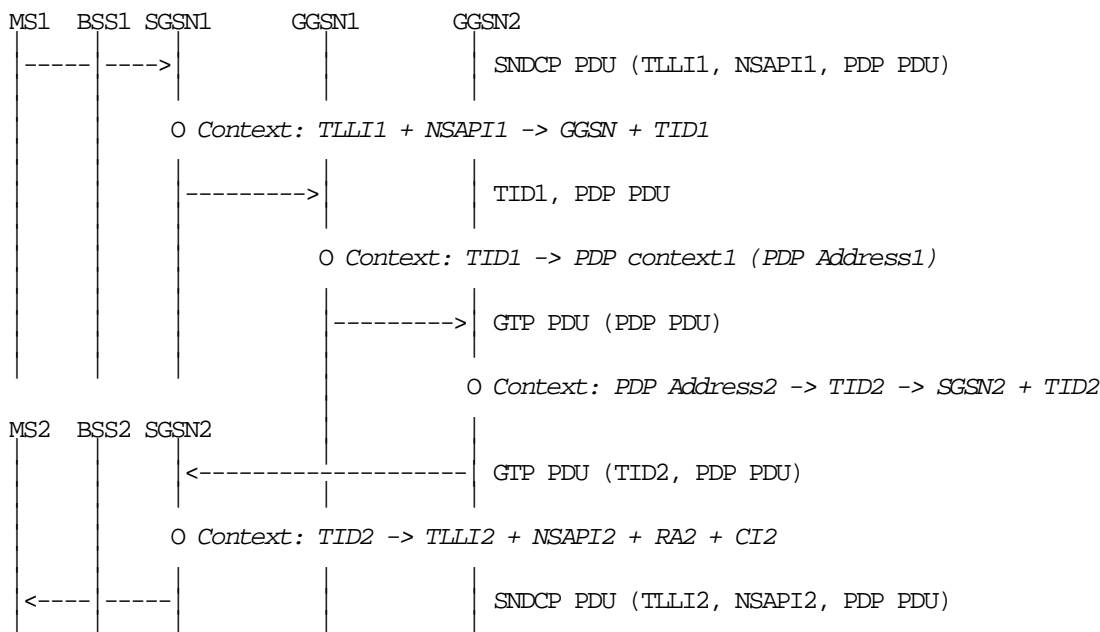 MS1 BSS1 SGSN1 GGSN1 GGSN2
SNDCP PDU (TLLI1, NSAPI1, PDP PDU)
O Context: TLLI1 + NSAPI1 -> GGSN + TID1
TID1, PDP PDU
O Context: TID1 -> PDP context1 (PDP Address1)
GTP PDU (PDP PDU)
O Context: PDP Address2 -> TID2 -> SGSN2 + TID2
MS2 BSS2 SGSN2
GTP PDU (TID2, PDP PDU)
O Context: TID2 -> TLLI2 + NSAPI2 + RA2 + CI2
SNDCP PDU (TLLI2, NSAPI2, PDP PDU)